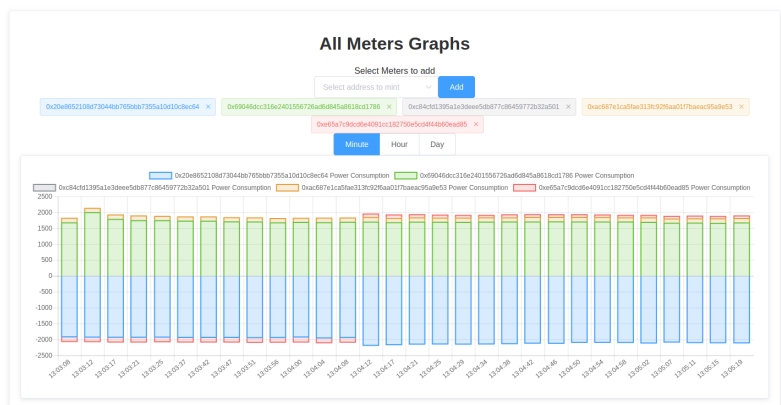 All Meters Graphs
Select Meters to add
Select address to mint
Add
0x20e8652108d73044bb765bbb7355a10d10c8ec64 ×
0x69046dcc316e2401556726ad6d845a8618cd1786 ×
0xc84cfd1395a1e3deee5db877c86459772b32a501 ×
0xac687e1ca5fae313fc92f6aa01f7baeac95a9e53 ×
0xe65a7c9dcd6e4091cc182750e5cd4f44b60ead85 ×
Minute Hour Day
0x20e8652108d73044bb765bbb7355a10d10c8ec64 Power Consumption 0x69046dcc316e2401556726ad6d845a8618cd1786 Power Consumption
0xc84cfd1395a1e3deee5db877c86459772b32a501 Power Consumption 0xac687e1ca5fae313fc92f6aa01f7baeac95a9e53 Power Consumption 0xe65a7c9dcd6e4091cc182750e5cd4f44b60ead85 Power Consumption
2500
2000
1500
1000
500
0
-500
-1000
-1500
-2000
-2500
13:03:08 13:03:12 13:03:17 13:03:21 13:03:25 13:03:37 13:03:42 13:03:47 13:03:51 13:03:56 13:04:00 13:04:04 13:04:08 13:04:12 13:04:17 13:04:21 13:04:25 13:04:29 13:04:34 13:04:38 13:04:42 13:04:46 13:04:50 13:04:54 13:04:58 13:05:02 13:05:07 13:05:11 13:05:15 13:05:19